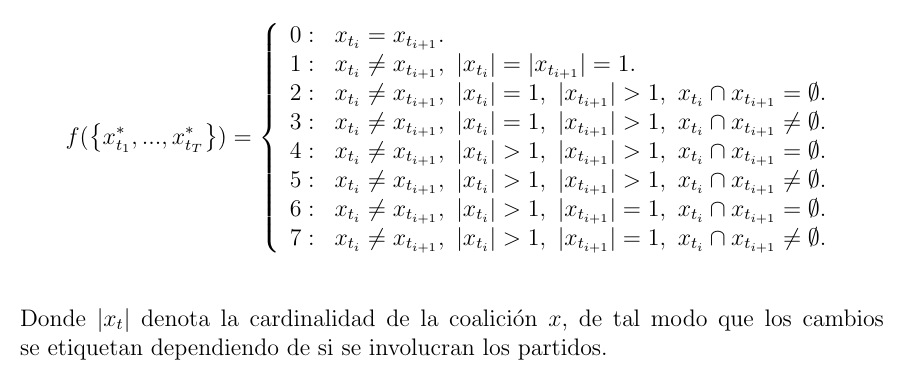 0 : x_{t_i} = x_{t_{i+1}}.
1 : x_{t_i} ≠ x_{t_{i+1}}, |x_{t_i}| = |x_{t_{i+1}}| = 1.
2 : x_{t_i} ≠ x_{t_{i+1}}, |x_{t_i}| = 1, |x_{t_{i+1}}| > 1, x_{t_i} ∩ x_{t_{i+1}} = ∅.
3 : x_{t_i} ≠ x_{t_{i+1}}, |x_{t_i}| = 1, |x_{t_{i+1}}| > 1, x_{t_i} ∩ x_{t_{i+1}} ≠ ∅.
f({x*_{t_1}, ..., x*_{t_T}}) = {
4 : x_{t_i} ≠ x_{t_{i+1}}, |x_{t_i}| > 1, |x_{t_{i+1}}| > 1, x_{t_i} ∩ x_{t_{i+1}} = ∅.
5 : x_{t_i} ≠ x_{t_{i+1}}, |x_{t_i}| > 1, |x_{t_{i+1}}| > 1, x_{t_i} ∩ x_{t_{i+1}} ≠ ∅.
6 : x_{t_i} ≠ x_{t_{i+1}}, |x_{t_i}| > 1, |x_{t_{i+1}}| = 1, x_{t_i} ∩ x_{t_{i+1}} = ∅.
7 : x_{t_i} ≠ x_{t_{i+1}}, |x_{t_i}| > 1, |x_{t_{i+1}}| = 1, x_{t_i} ∩ x_{t_{i+1}} ≠ ∅.
Donde |x_t| denota la cardinalidad de la coalición x, de tal modo que los cambios
se etiquetan dependiendo de si se involucran los partidos.